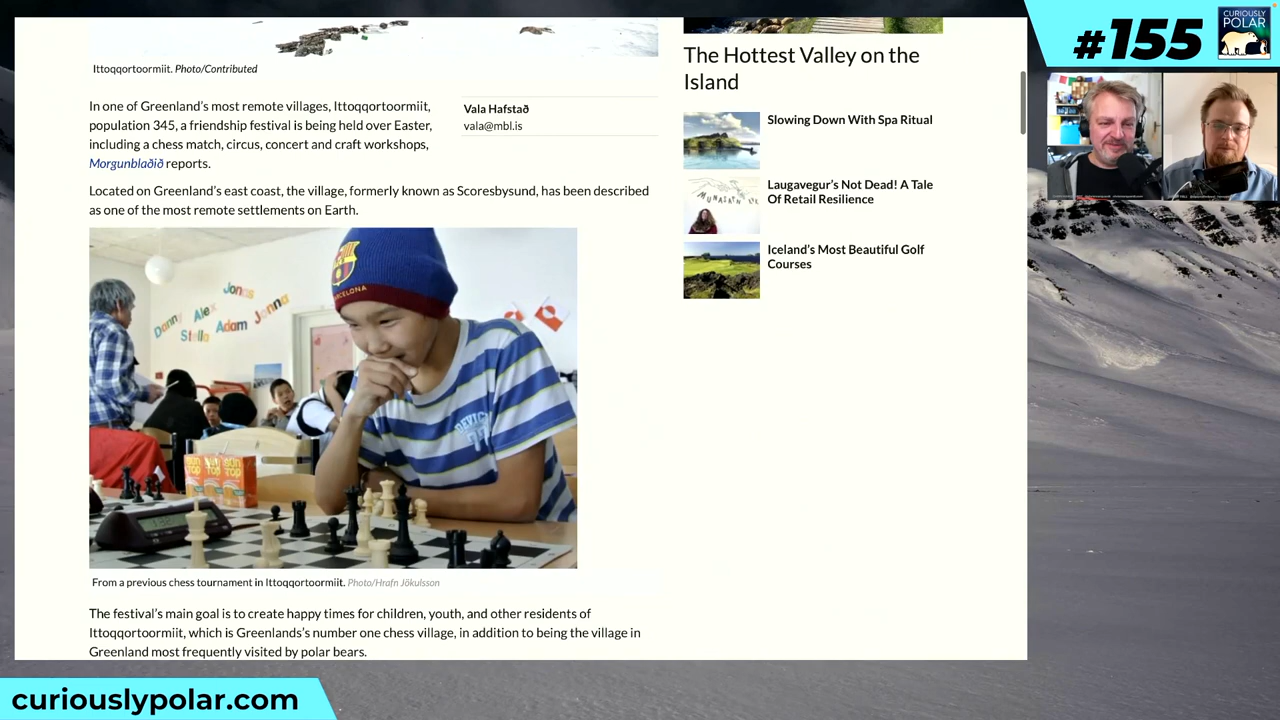 #155
CURIOUSLY
POLAR
Ittoqqortoormiit. Photo/Contributed
In one of Greenland's most remote villages, Ittoqqortoormiit,
population 345, a friendship festival is being held over Easter,
including a chess match, circus, concert and craft workshops,
Morgunblaðið reports.
Vala Hafstað
vala@mbl.is
Located on Greenland's east coast, the village, formerly known as Scoresbysund, has been described
as one of the most remote settlements on Earth.
BARCELONA
Jonas
Danny Alex Jonna
Stella Adam
SUN TOP SUN TOP SUN TOP
From a previous chess tournament in Ittoqqortoormiit. Photo/Hrafn Jökulsson
The festival's main goal is to create happy times for children, youth, and other residents of
Ittoqqortoormiit, which is Greenlands's number one chess village, in addition to being the village in
Greenland most frequently visited by polar bears.
The Hottest Valley on the
Island
Slowing Down With Spa Ritual
Laugavegur's Not Dead! A Tale
Of Retail Resilience
Iceland's Most Beautiful Golf
Courses
curiouslypolar.com